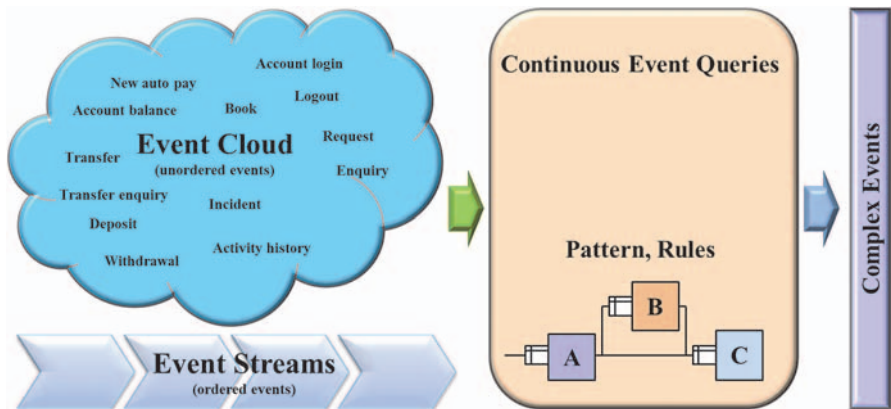 Account login
New auto pay
Logout
Account balance
Book
Request
Event Cloud
Transfer
(unordered events)
Enquiry
Transfer enquiry
Incident
Deposit
Activity history
Withdrawal
Event Streams
(ordered events)
Continuous Event Queries
Pattern, Rules
B
A
C
Complex Events